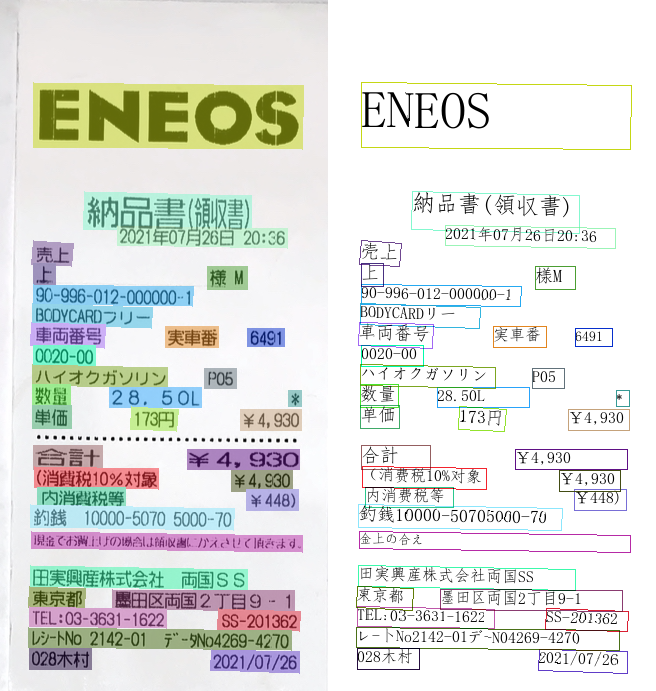 ENEOS
納品書(領収書)
2021年07月26日 20:36
売上
上 様 M
90-996-012-000000-1
BODYCARDフリー
車両番号 実車番 6491
0020-00
ハイオクガソリン P05
数量 28.50L *
単価 173円 ¥4,930
合計 ¥4,930
(消費税10%対象 ¥4,930
内消費税等 ¥448)
釣銭 10000-5070 5000-70
現金でお買上げの場合は領収書にかえさせて頂きます。
田実興産株式会社 両国SS
東京都 墨田区両国2丁目9-1
TEL:03-3631-1622 SS-201362
レシートNo 2142-01 データNo4269-4270
028木村 2021/07/26
ENEOS
納品書(領収書)
2021年07月26日20:36
売上
上 様M
90-996-012-000000-1
BODYCARDリー
車両番号 実車番 6491
0020-00
ハイオクガソリン P05
数量 28.50L *
単価 173円 ¥4,930
合計 ¥4,930
(消費税10%対象 ¥4,930
内消費税等 ¥448)
釣銭10000-50705000-70
金上の合え
田実興産株式会社両国SS
東京都 墨田区両国2丁目9-1
TEL:03-3631-1622 SS-201362
レートNo2142-01デーNO4269-4270
028木村 2021/07/26